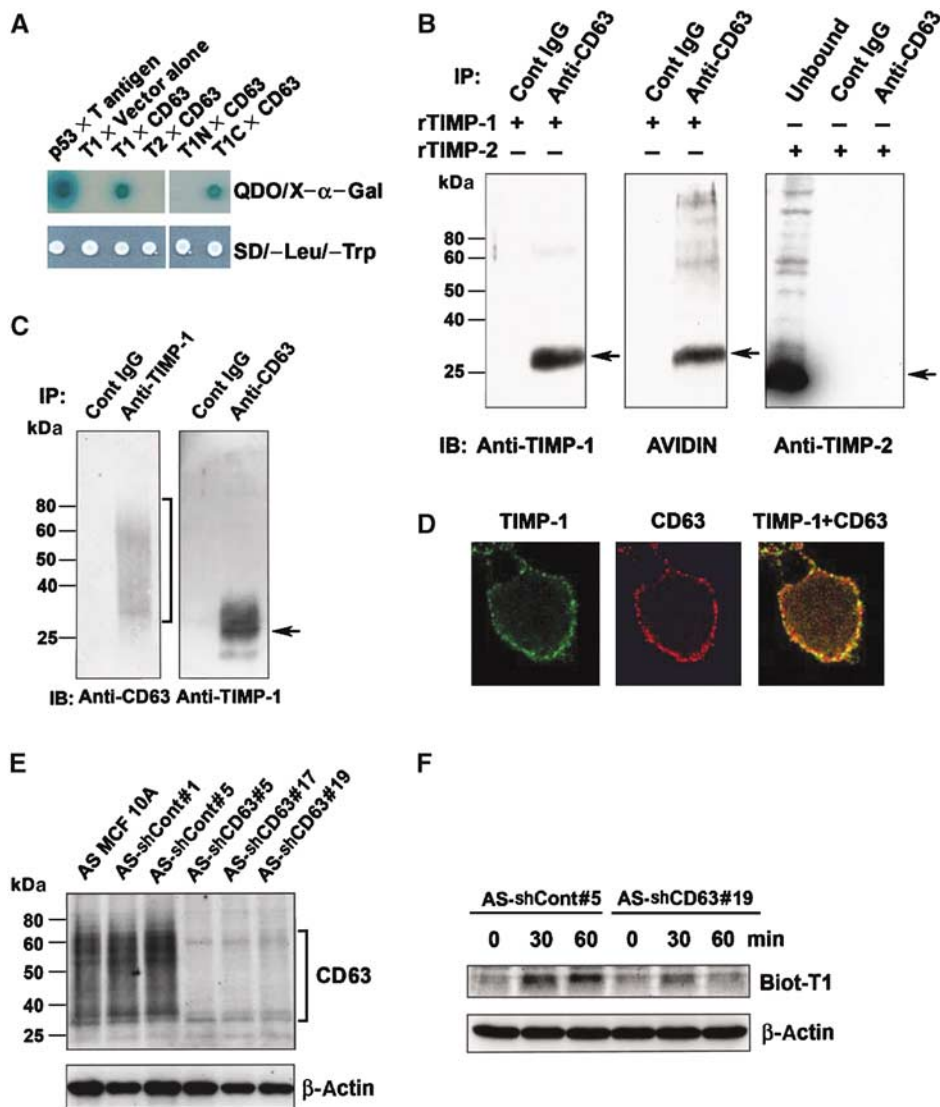 A
p53 × T antigen
T1 × Vector alone
T1 × CD63
T2 × CD63
T1N × CD63
T1C × CD63
QDO/X–α–Gal
SD/–Leu/–Trp
B
IP:
Cont IgG
Anti-CD63
Cont IgG
Anti-CD63
Unbound
Cont IgG
Anti-CD63
rTIMP-1 + + + + – – –
rTIMP-2 – – – – + + +
kDa
80
60
50
40
25
IB: Anti-TIMP-1 AVIDIN Anti-TIMP-2
C
IP:
Cont IgG
Anti-TIMP-1
Cont IgG
Anti-CD63
kDa
80
60
50
40
25
IB: Anti-CD63 Anti-TIMP-1
D
TIMP-1 CD63 TIMP-1+CD63
E
AS MCF 10A
AS-shCont#1
AS-shCont#5
AS-shCD63#5
AS-shCD63#17
AS-shCD63#19
kDa
80
60
50
40
25
CD63
β-Actin
F
AS-shCont#5 AS-shCD63#19
0 30 60 0 30 60 min
Biot-T1
β-Actin